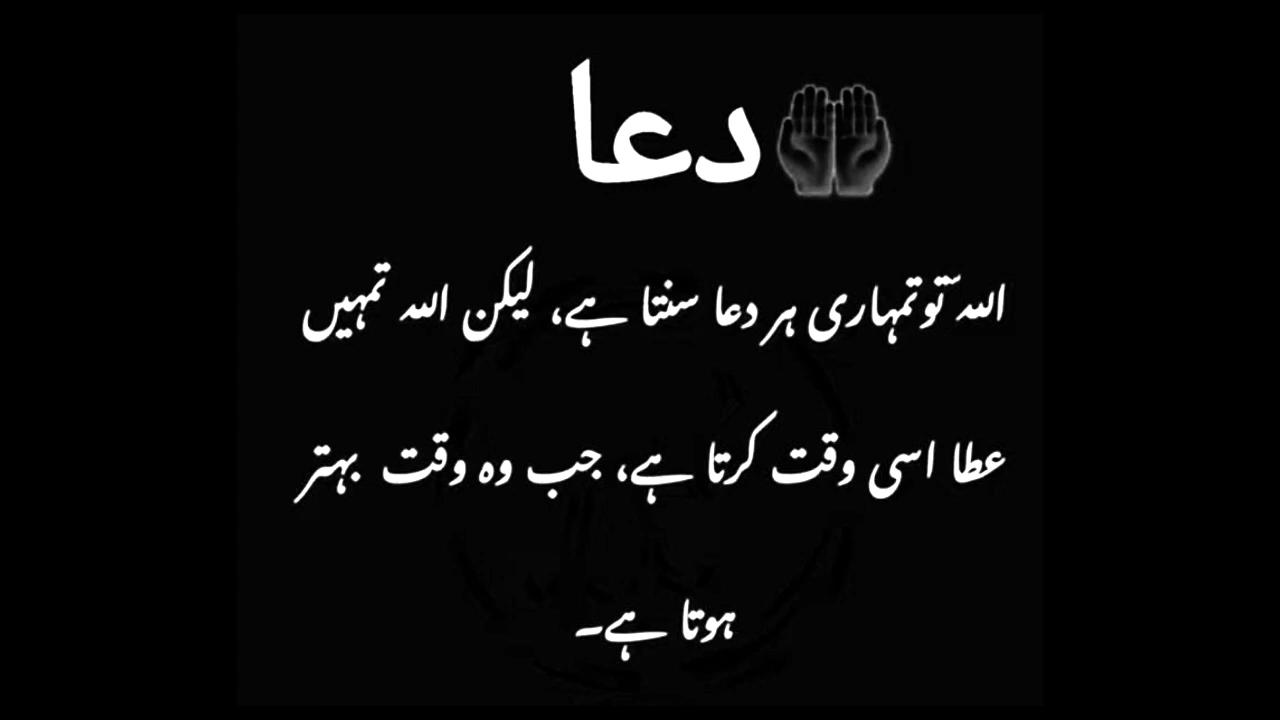 دعا
اللہ تو تمہاری ہر دعا سنتا ہے، لیکن اللہ تمہیں
عطا اسی وقت کرتا ہے، جب وہ وقت بہتر
ہوتا ہے۔